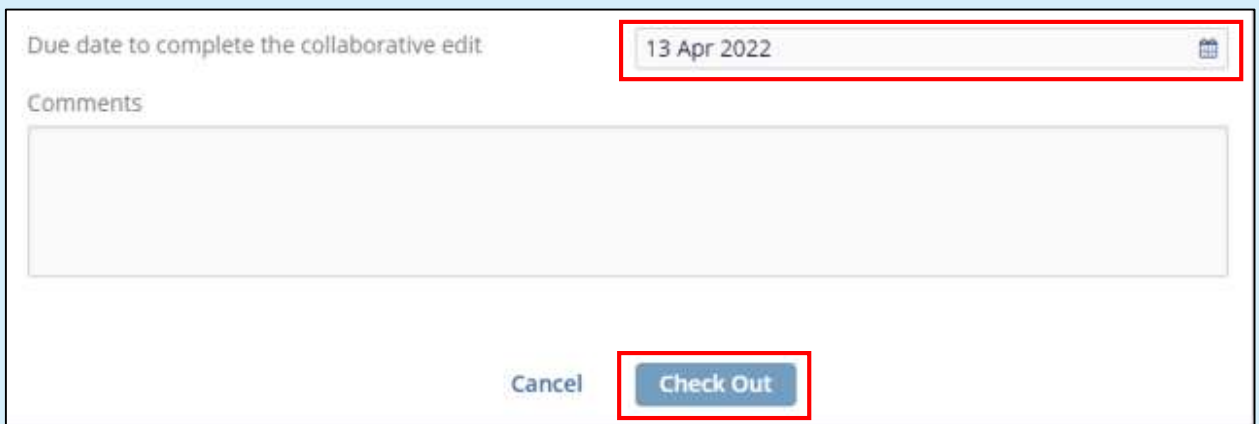 Due date to complete the collaborative edit
13 Apr 2022
Comments
Cancel
Check Out